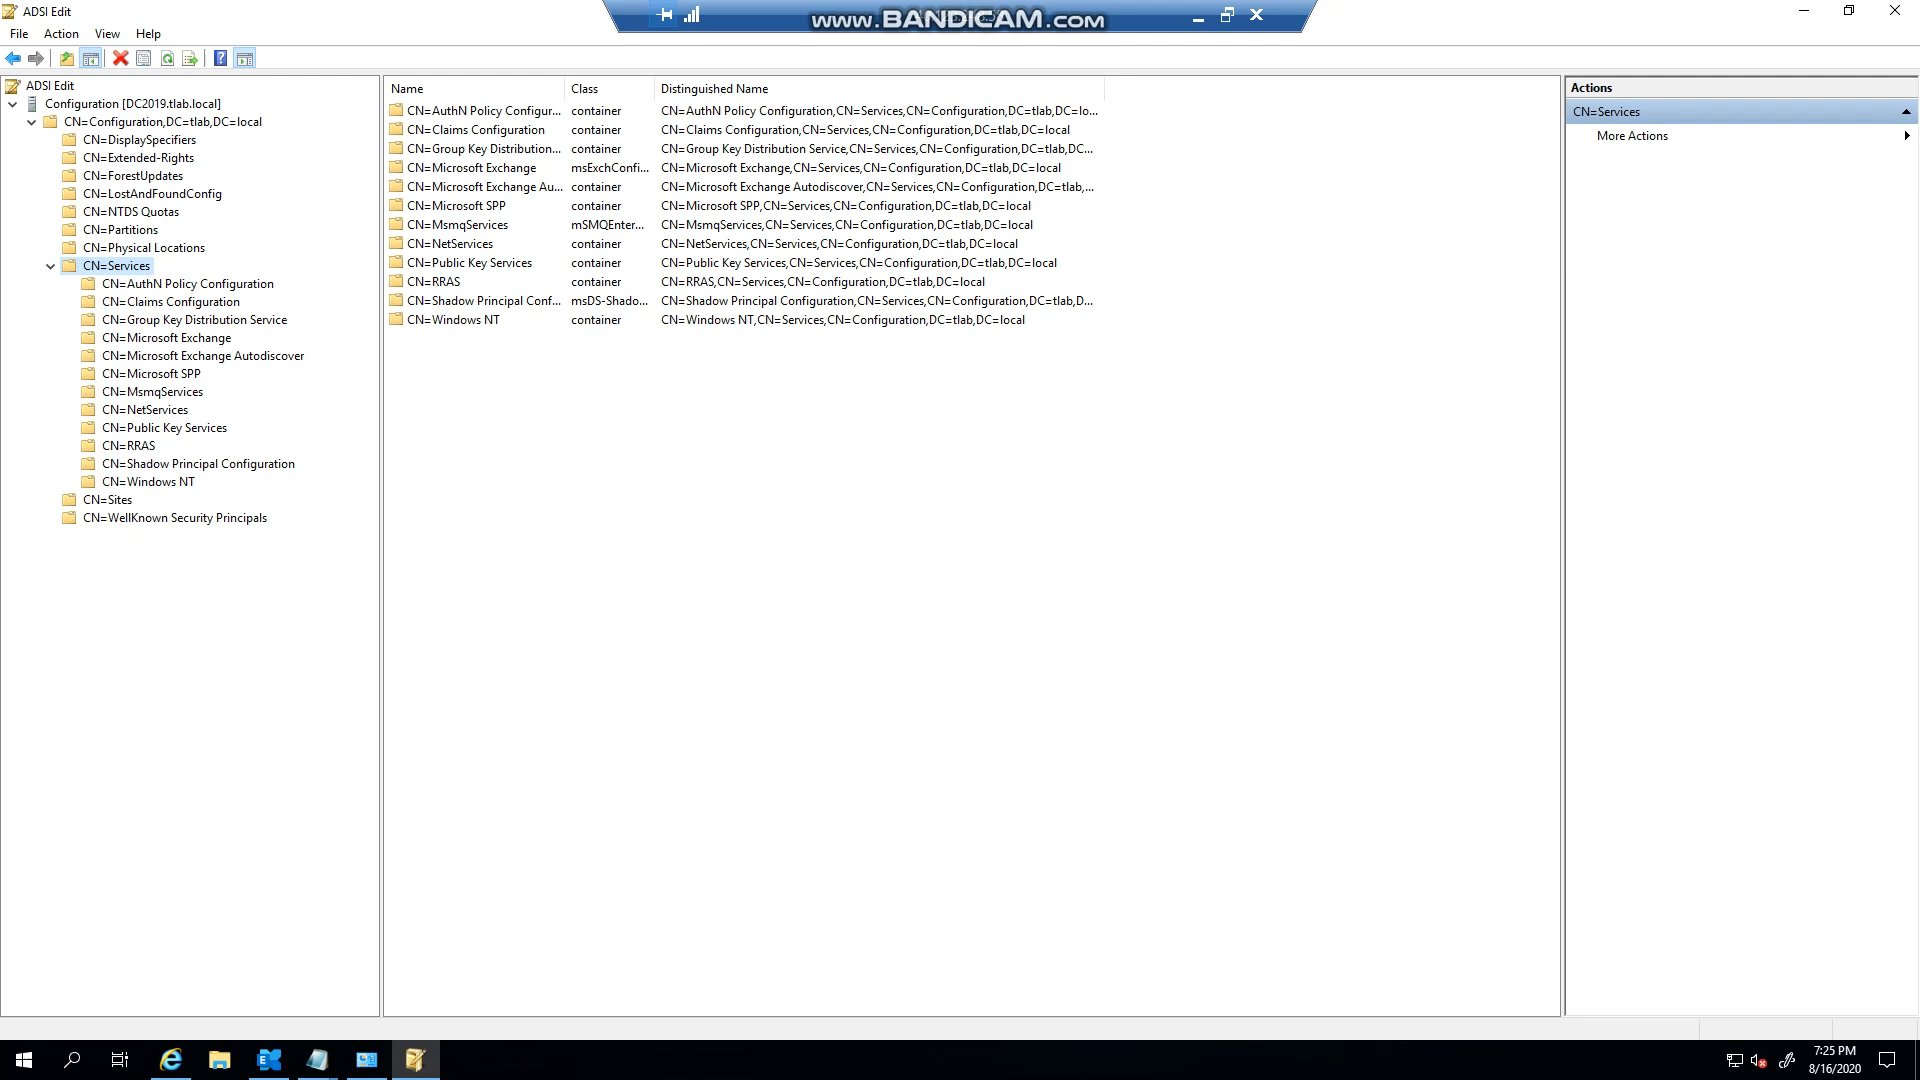 ADSI Edit
www.BANDICAM.com
File Action View Help
ADSI Edit
Configuration [DC2019.tlab.local]
CN=Configuration,DC=tlab,DC=local
CN=DisplaySpecifiers
CN=Extended-Rights
CN=ForestUpdates
CN=LostAndFoundConfig
CN=NTDS Quotas
CN=Partitions
CN=Physical Locations
CN=Services
CN=AuthN Policy Configuration
CN=Claims Configuration
CN=Group Key Distribution Service
CN=Microsoft Exchange
CN=Microsoft Exchange Autodiscover
CN=Microsoft SPP
CN=MsmqServices
CN=NetServices
CN=Public Key Services
CN=RRAS
CN=Shadow Principal Configuration
CN=Windows NT
CN=Sites
CN=WellKnown Security Principals
Name Class Distinguished Name
CN=AuthN Policy Configur... container CN=AuthN Policy Configuration,CN=Services,CN=Configuration,DC=tlab,DC=lo...
CN=Claims Configuration container CN=Claims Configuration,CN=Services,CN=Configuration,DC=tlab,DC=local
CN=Group Key Distribution... container CN=Group Key Distribution Service,CN=Services,CN=Configuration,DC=tlab,DC...
CN=Microsoft Exchange msExchConfi... CN=Microsoft Exchange,CN=Services,CN=Configuration,DC=tlab,DC=local
CN=Microsoft Exchange Au... container CN=Microsoft Exchange Autodiscover,CN=Services,CN=Configuration,DC=tlab,...
CN=Microsoft SPP container CN=Microsoft SPP,CN=Services,CN=Configuration,DC=tlab,DC=local
CN=MsmqServices mSMQEnter... CN=MsmqServices,CN=Services,CN=Configuration,DC=tlab,DC=local
CN=NetServices container CN=NetServices,CN=Services,CN=Configuration,DC=tlab,DC=local
CN=Public Key Services container CN=Public Key Services,CN=Services,CN=Configuration,DC=tlab,DC=local
CN=RRAS container CN=RRAS,CN=Services,CN=Configuration,DC=tlab,DC=local
CN=Shadow Principal Conf... msDS-Shado... CN=Shadow Principal Configuration,CN=Services,CN=Configuration,DC=tlab,D...
CN=Windows NT container CN=Windows NT,CN=Services,CN=Configuration,DC=tlab,DC=local
Actions
CN=Services
More Actions
7:25 PM
8/16/2020